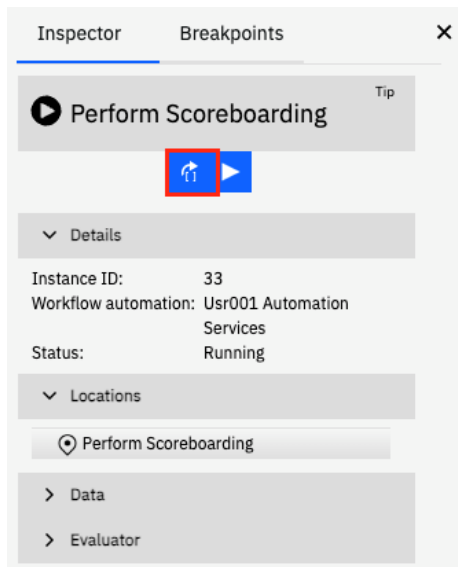 Inspector Breakpoints
Tip
Perform Scoreboarding
Details
Instance ID: 33
Workflow automation: Usr001 Automation
Services
Status: Running
Locations
Perform Scoreboarding
Data
Evaluator